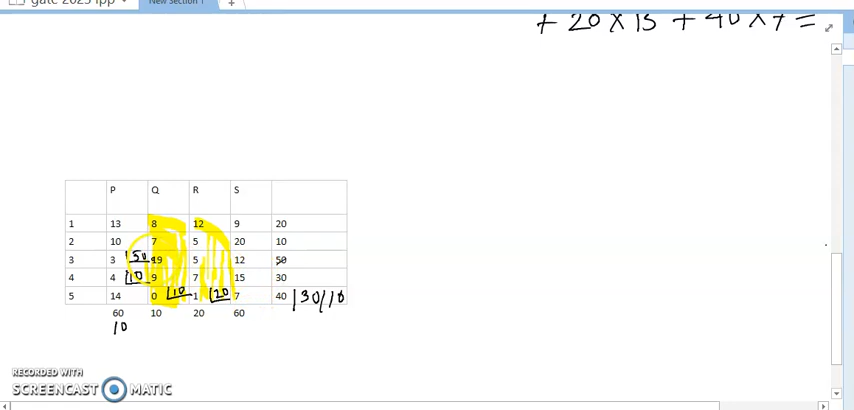 gate 2023 lpp
New Section 1
+ 20 X 15 + 40 X 7 =
P Q R S
1 13 8 12 9 20
2 10 7 5 20 10
3 3 50 19 5 12 50
4 4 10 9 7 15 30
5 14 0 10 1 20 7 40 30/10
60 10 20 60
10
RECORDED WITH
SCREENCAST MATIC